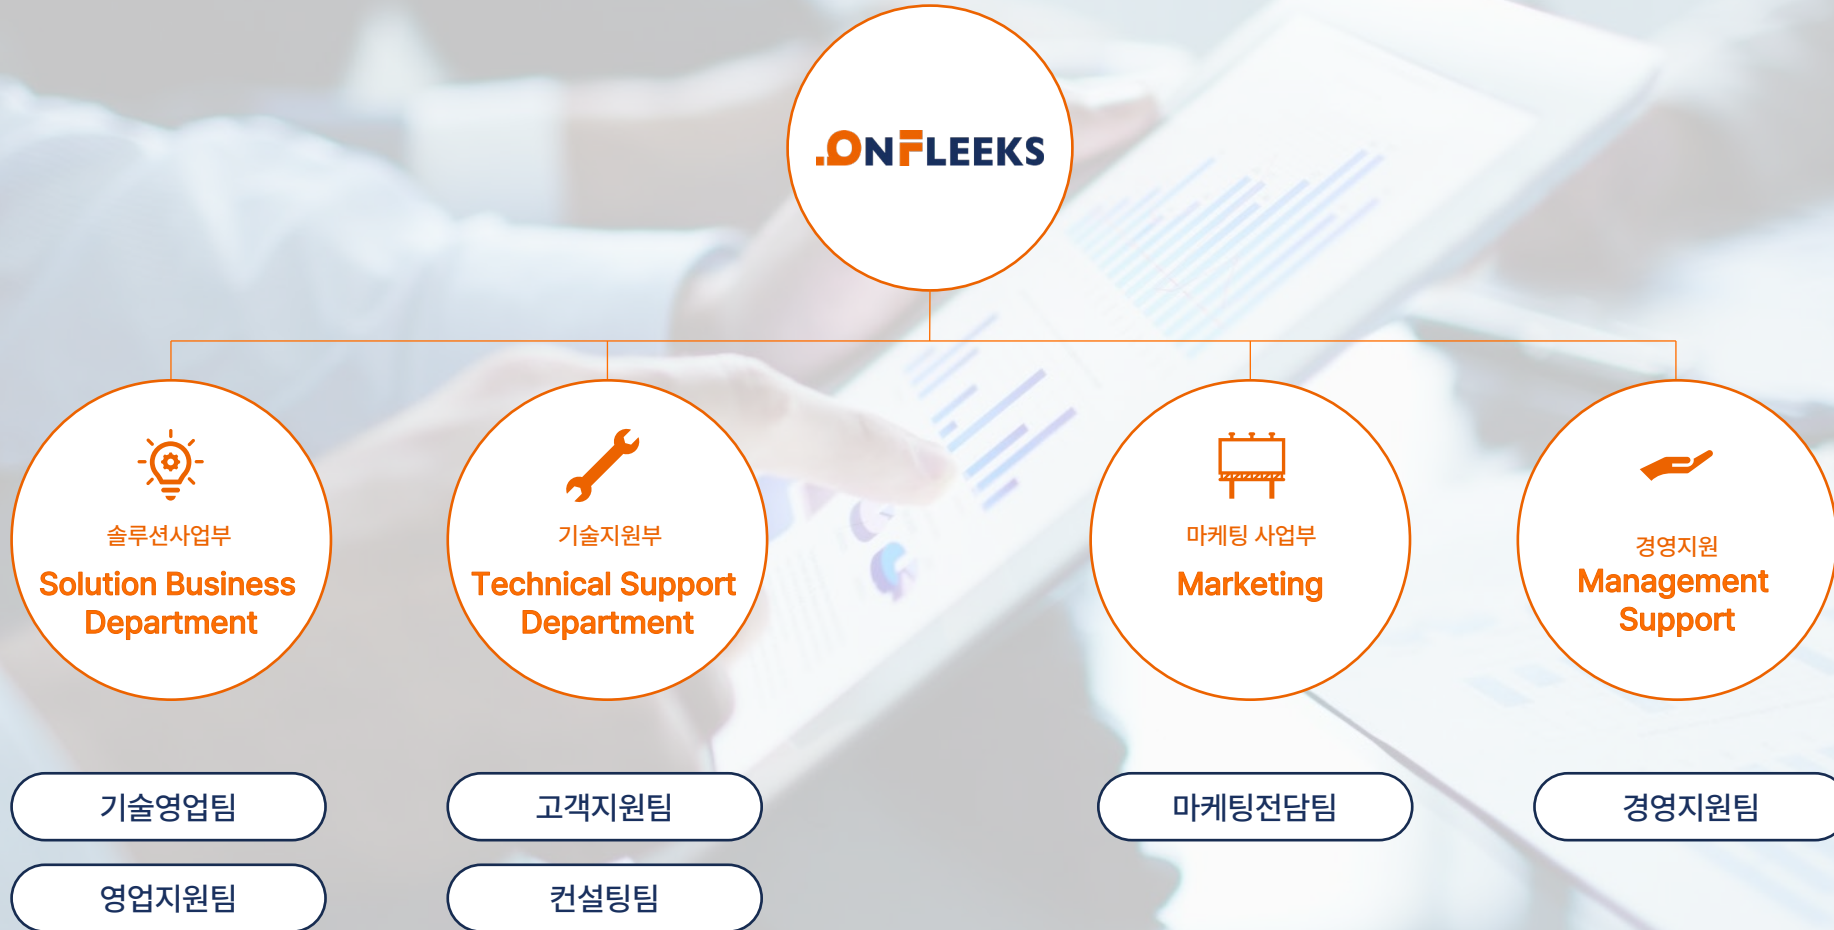 ONFLEEKS
솔루션사업부
Solution Business
Department
기술지원부
Technical Support
Department
마케팅 사업부
Marketing
경영지원
Management
Support
기술영업팀
고객지원팀
마케팅전담팀
경영지원팀
영업지원팀
컨설팅팀